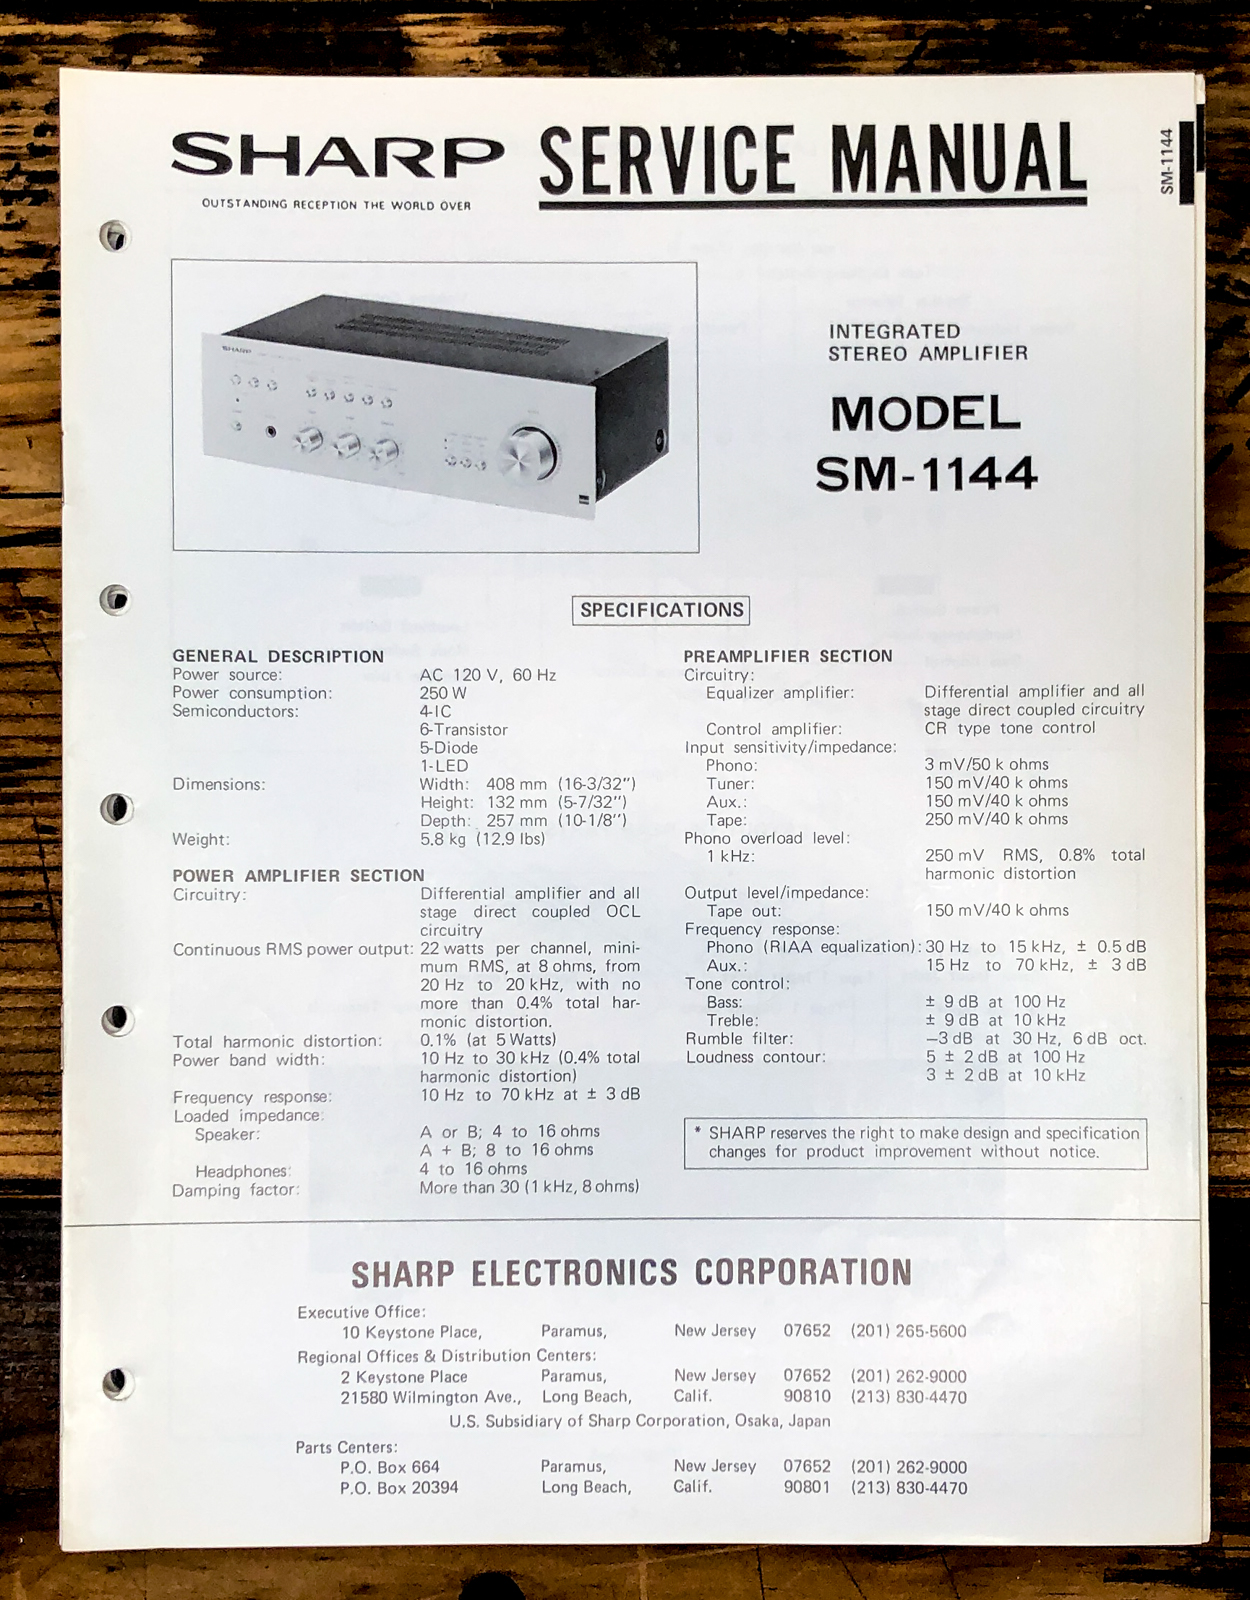 SHARP SERVICE MANUAL
OUTSTANDING RECEPTION THE WORLD OVER
SM-1144
SHARP
INTEGRATED
STEREO AMPLIFIER
MODEL
SM-1144
SPECIFICATIONS
GENERAL DESCRIPTION
Power source: AC 120 V, 60 Hz
Power consumption: 250 W
Semiconductors: 4-IC
6-Transistor
5-Diode
1-LED
Dimensions: Width: 408 mm (16-3/32")
Height: 132 mm (5-7/32")
Depth: 257 mm (10-1/8")
Weight: 5.8 kg (12.9 lbs)
POWER AMPLIFIER SECTION
Circuitry: Differential amplifier and all
stage direct coupled OCL
circuitry
Continuous RMS power output: 22 watts per channel, mini-
mum RMS, at 8 ohms, from
20 Hz to 20 kHz, with no
more than 0.4% total har-
monic distortion.
Total harmonic distortion: 0.1% (at 5 Watts)
Power band width: 10 Hz to 30 kHz (0.4% total
harmonic distortion)
Frequency response: 10 Hz to 70 kHz at ± 3 dB
Loaded impedance:
Speaker: A or B; 4 to 16 ohms
A + B; 8 to 16 ohms
Headphones: 4 to 16 ohms
Damping factor: More than 30 (1 kHz, 8 ohms)
PREAMPLIFIER SECTION
Circuitry:
Equalizer amplifier: Differential amplifier and all
stage direct coupled circuitry
Control amplifier: CR type tone control
Input sensitivity/impedance:
Phono: 3 mV/50 k ohms
Tuner: 150 mV/40 k ohms
Aux.: 150 mV/40 k ohms
Tape: 250 mV/40 k ohms
Phono overload level:
1 kHz: 250 mV RMS, 0.8% total
harmonic distortion
Output level/impedance:
Tape out: 150 mV/40 k ohms
Frequency response:
Phono (RIAA equalization): 30 Hz to 15 kHz, ± 0.5 dB
Aux.: 15 Hz to 70 kHz, ± 3 dB
Tone control:
Bass: ± 9 dB at 100 Hz
Treble: ± 9 dB at 10 kHz
Rumble filter: –3 dB at 30 Hz, 6 dB oct.
Loudness contour: 5 ± 2 dB at 100 Hz
3 ± 2 dB at 10 kHz
* SHARP reserves the right to make design and specification
changes for product improvement without notice.
SHARP ELECTRONICS CORPORATION
Executive Office:
10 Keystone Place, Paramus, New Jersey 07652 (201) 265-5600
Regional Offices & Distribution Centers:
2 Keystone Place Paramus, New Jersey 07652 (201) 262-9000
21580 Wilmington Ave., Long Beach, Calif. 90810 (213) 830-4470
U.S. Subsidiary of Sharp Corporation, Osaka, Japan
Parts Centers:
P.O. Box 664 Paramus, New Jersey 07652 (201) 262-9000
P.O. Box 20394 Long Beach, Calif. 90801 (213) 830-4470